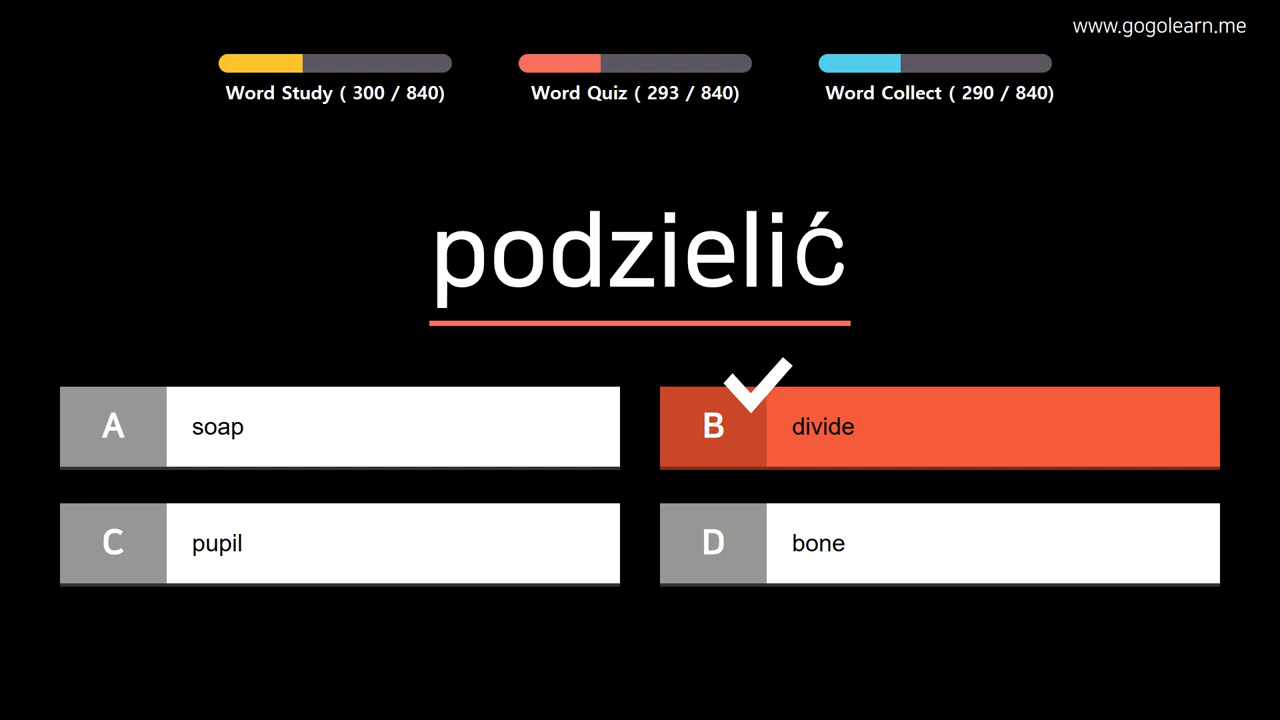 www.gogolearn.me
Word Study ( 300 / 840)
Word Quiz ( 293 / 840)
Word Collect ( 290 / 840)
podzielić
A soap
B divide
C pupil
D bone